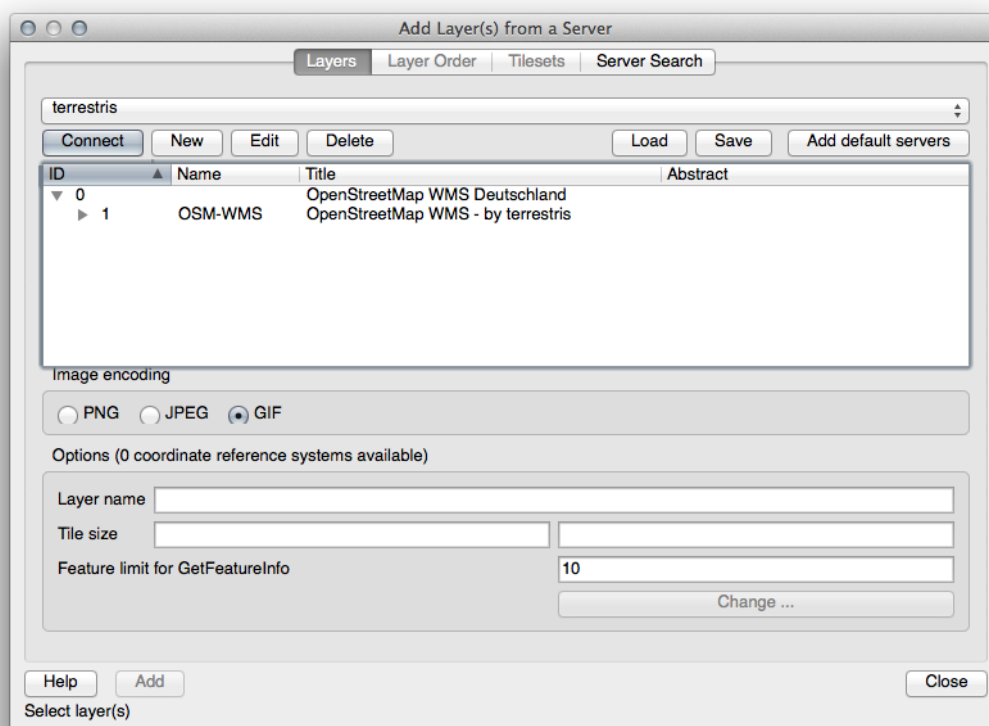 Add Layer(s) from a Server
Layers Layer Order Tilesets Server Search
terrestris
Connect New Edit Delete Load Save Add default servers
ID Name Title Abstract
0 OpenStreetMap WMS Deutschland
1 OSM-WMS OpenStreetMap WMS - by terrestris
Image encoding
PNG JPEG GIF
Options (0 coordinate reference systems available)
Layer name
Tile size
Feature limit for GetFeatureInfo 10
Change ...
Help Add Close
Select layer(s)